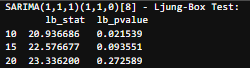 SARIMA(1,1,1)(1,1,0)[8] - Ljung-Box Test:
lb_stat lb_pvalue
10 20.936686 0.021539
15 22.576677 0.093551
20 23.336200 0.272589